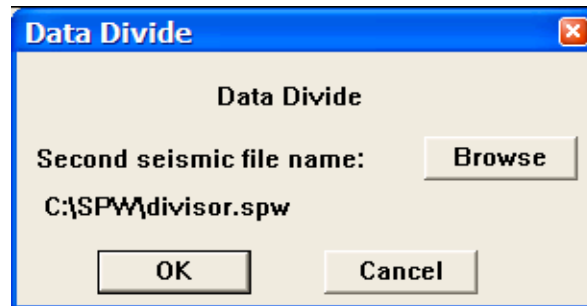 Data Divide
Data Divide
Second seismic file name: Browse
C:\SPW\divisor.spw
OK Cancel